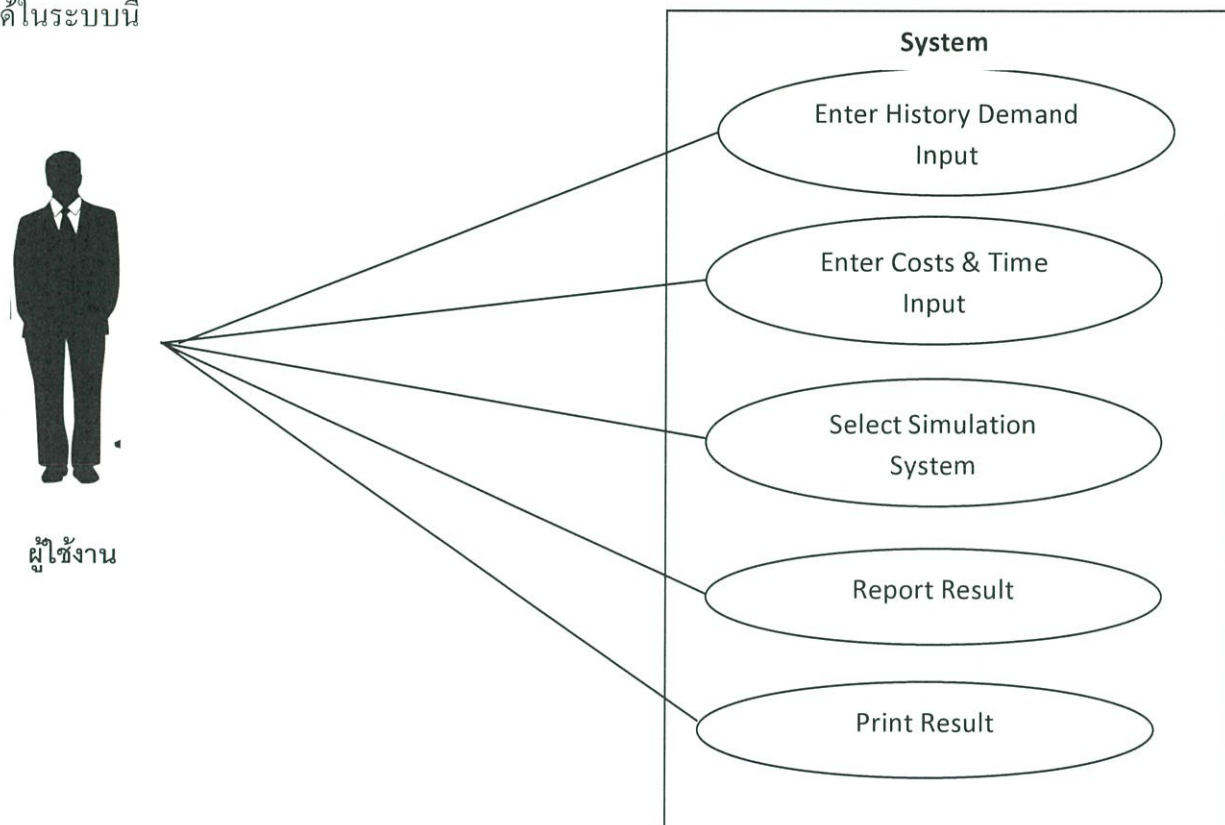 ได้ในระบบนี้
System
Enter History Demand
Input
Enter Costs & Time
Input
Select Simulation
System
ผู้ใช้งาน
Report Result
Print Result